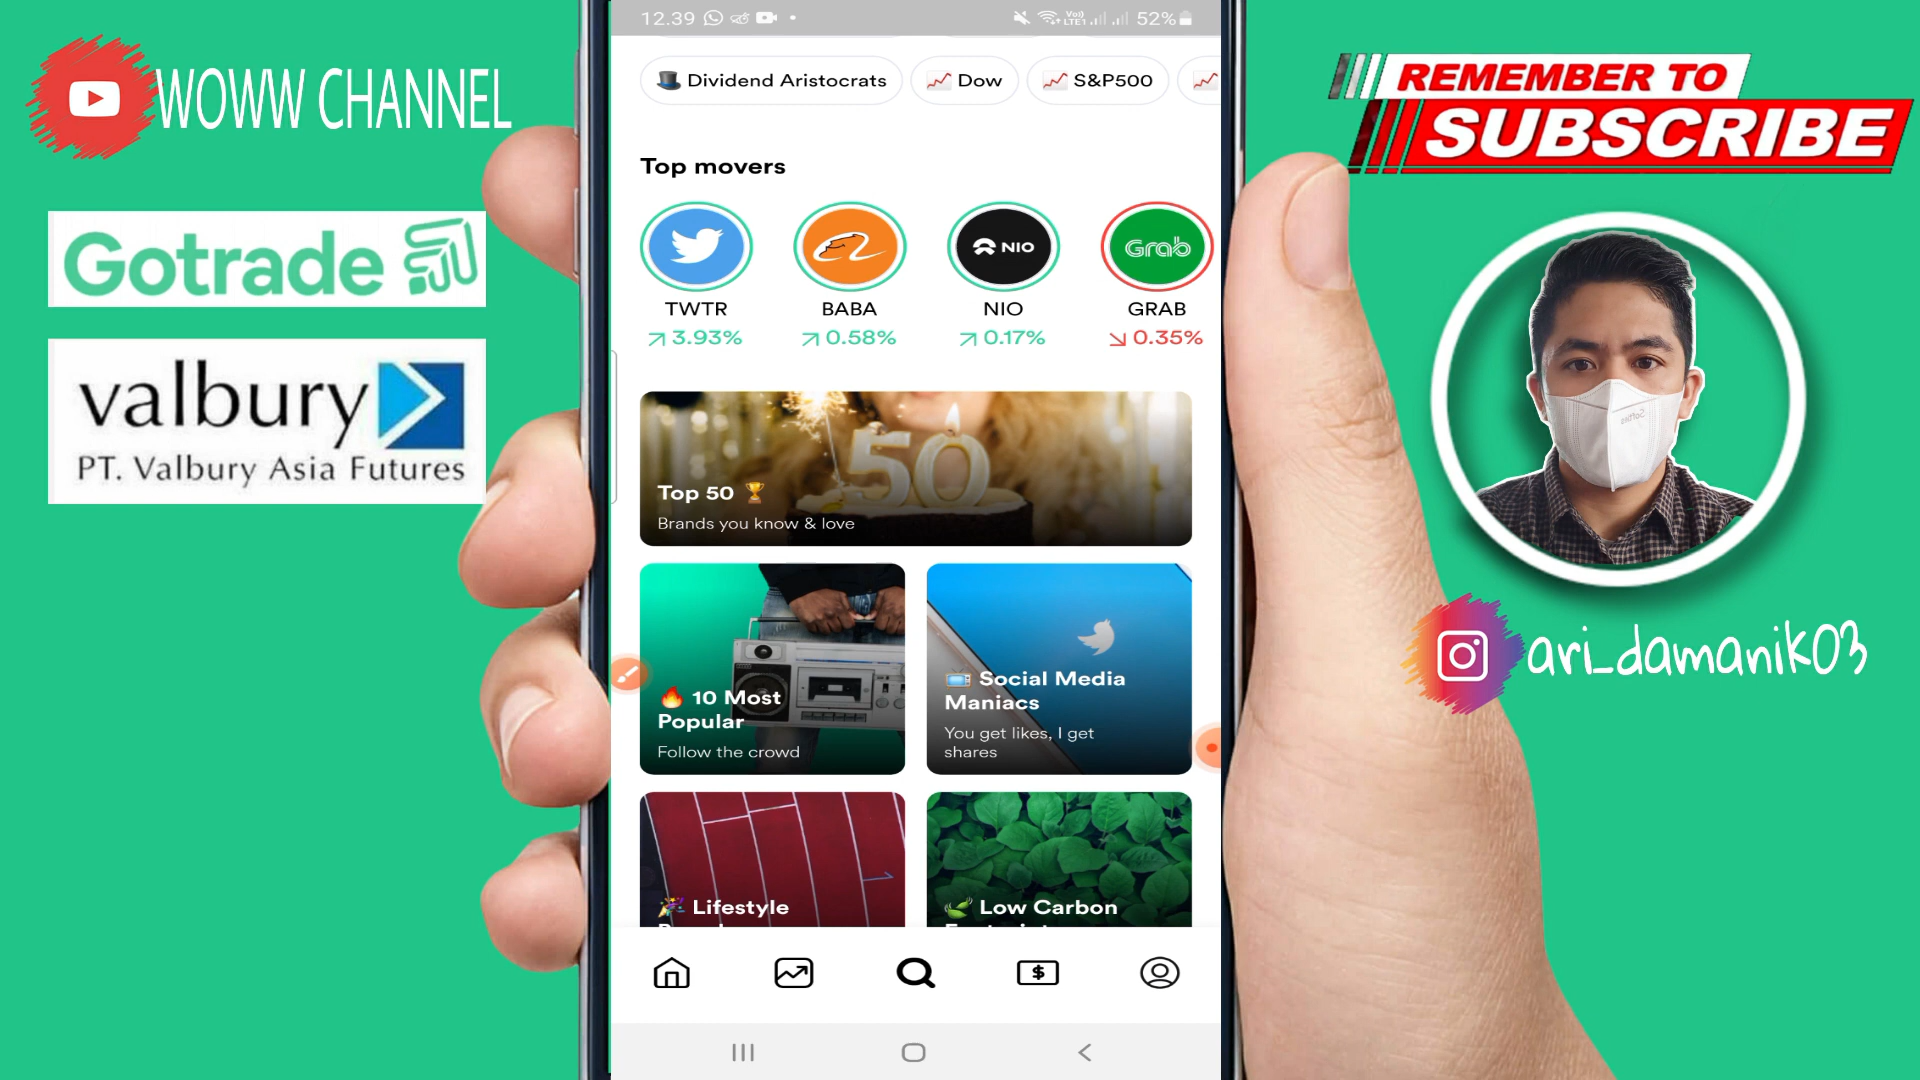 WOWW CHANNEL
Gotrade
valbury
PT. Valbury Asia Futures
12.39
52%
Dividend Aristocrats
Dow
S&P500
Top movers
NIO
Grab
TWTR
BABA
NIO
GRAB
3.93%
0.58%
0.17%
0.35%
50
Top 50
Brands you know & love
10 Most
Popular
Follow the crowd
Social Media
Maniacs
You get likes, I get
shares
Lifestyle
Low Carbon
$
REMEMBER TO
SUBSCRIBE
ari_damanik03